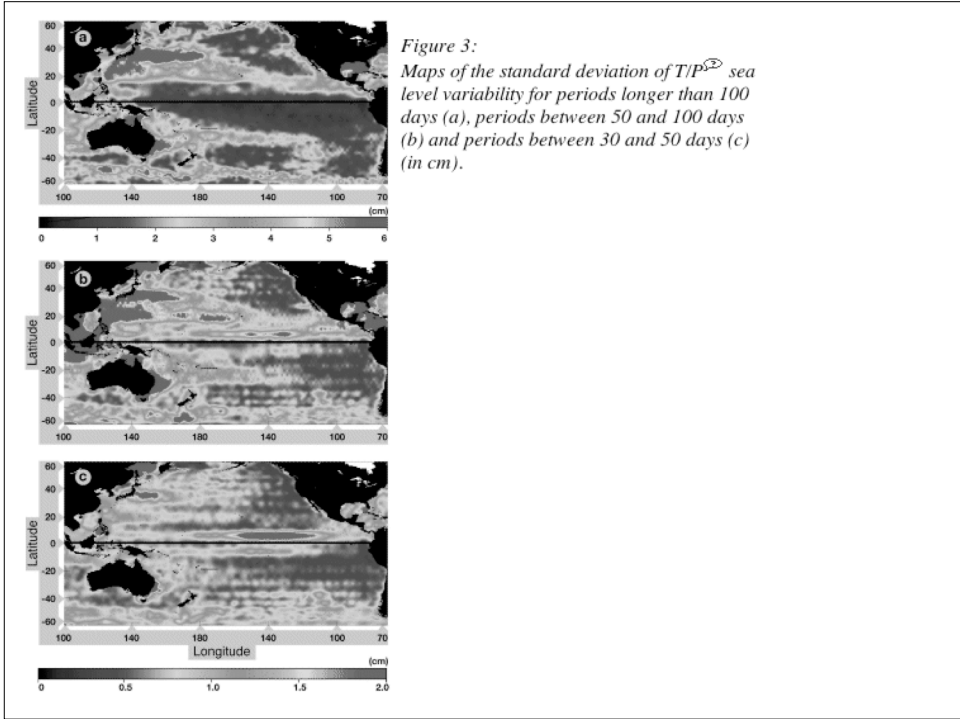 Figure 3:
Maps of the standard deviation of T/P sea
level variability for periods longer than 100
days (a), periods between 50 and 100 days
(b) and periods between 30 and 50 days (c)
(in cm).
a
Latitude
60
40
20
0
-20
-40
-60
100 140 180 140 100 70
(cm)
0 1 2 3 4 5 6
b
Latitude
60
40
20
0
-20
-40
-60
100 140 180 140 100 70
c
Latitude
60
40
20
0
-20
-40
-60
100 140 180 140 100 70
Longitude
(cm)
0 0.5 1.0 1.5 2.0